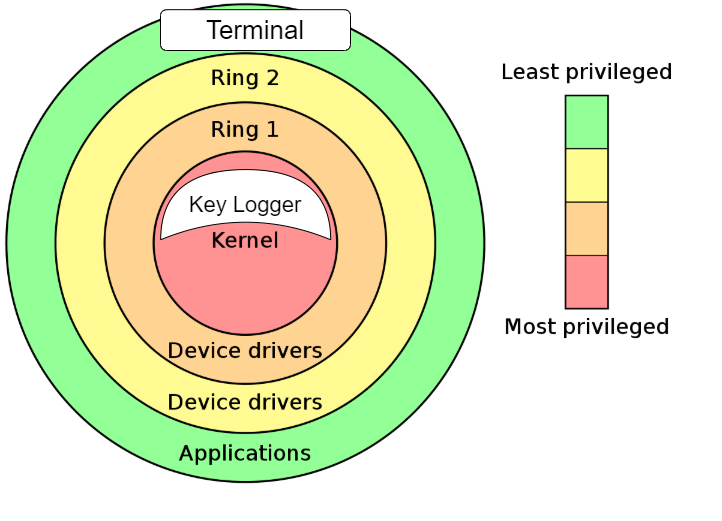 Terminal
Ring 2
Ring 1
Key Logger
Kernel
Device drivers
Device drivers
Applications
Least privileged
Most privileged